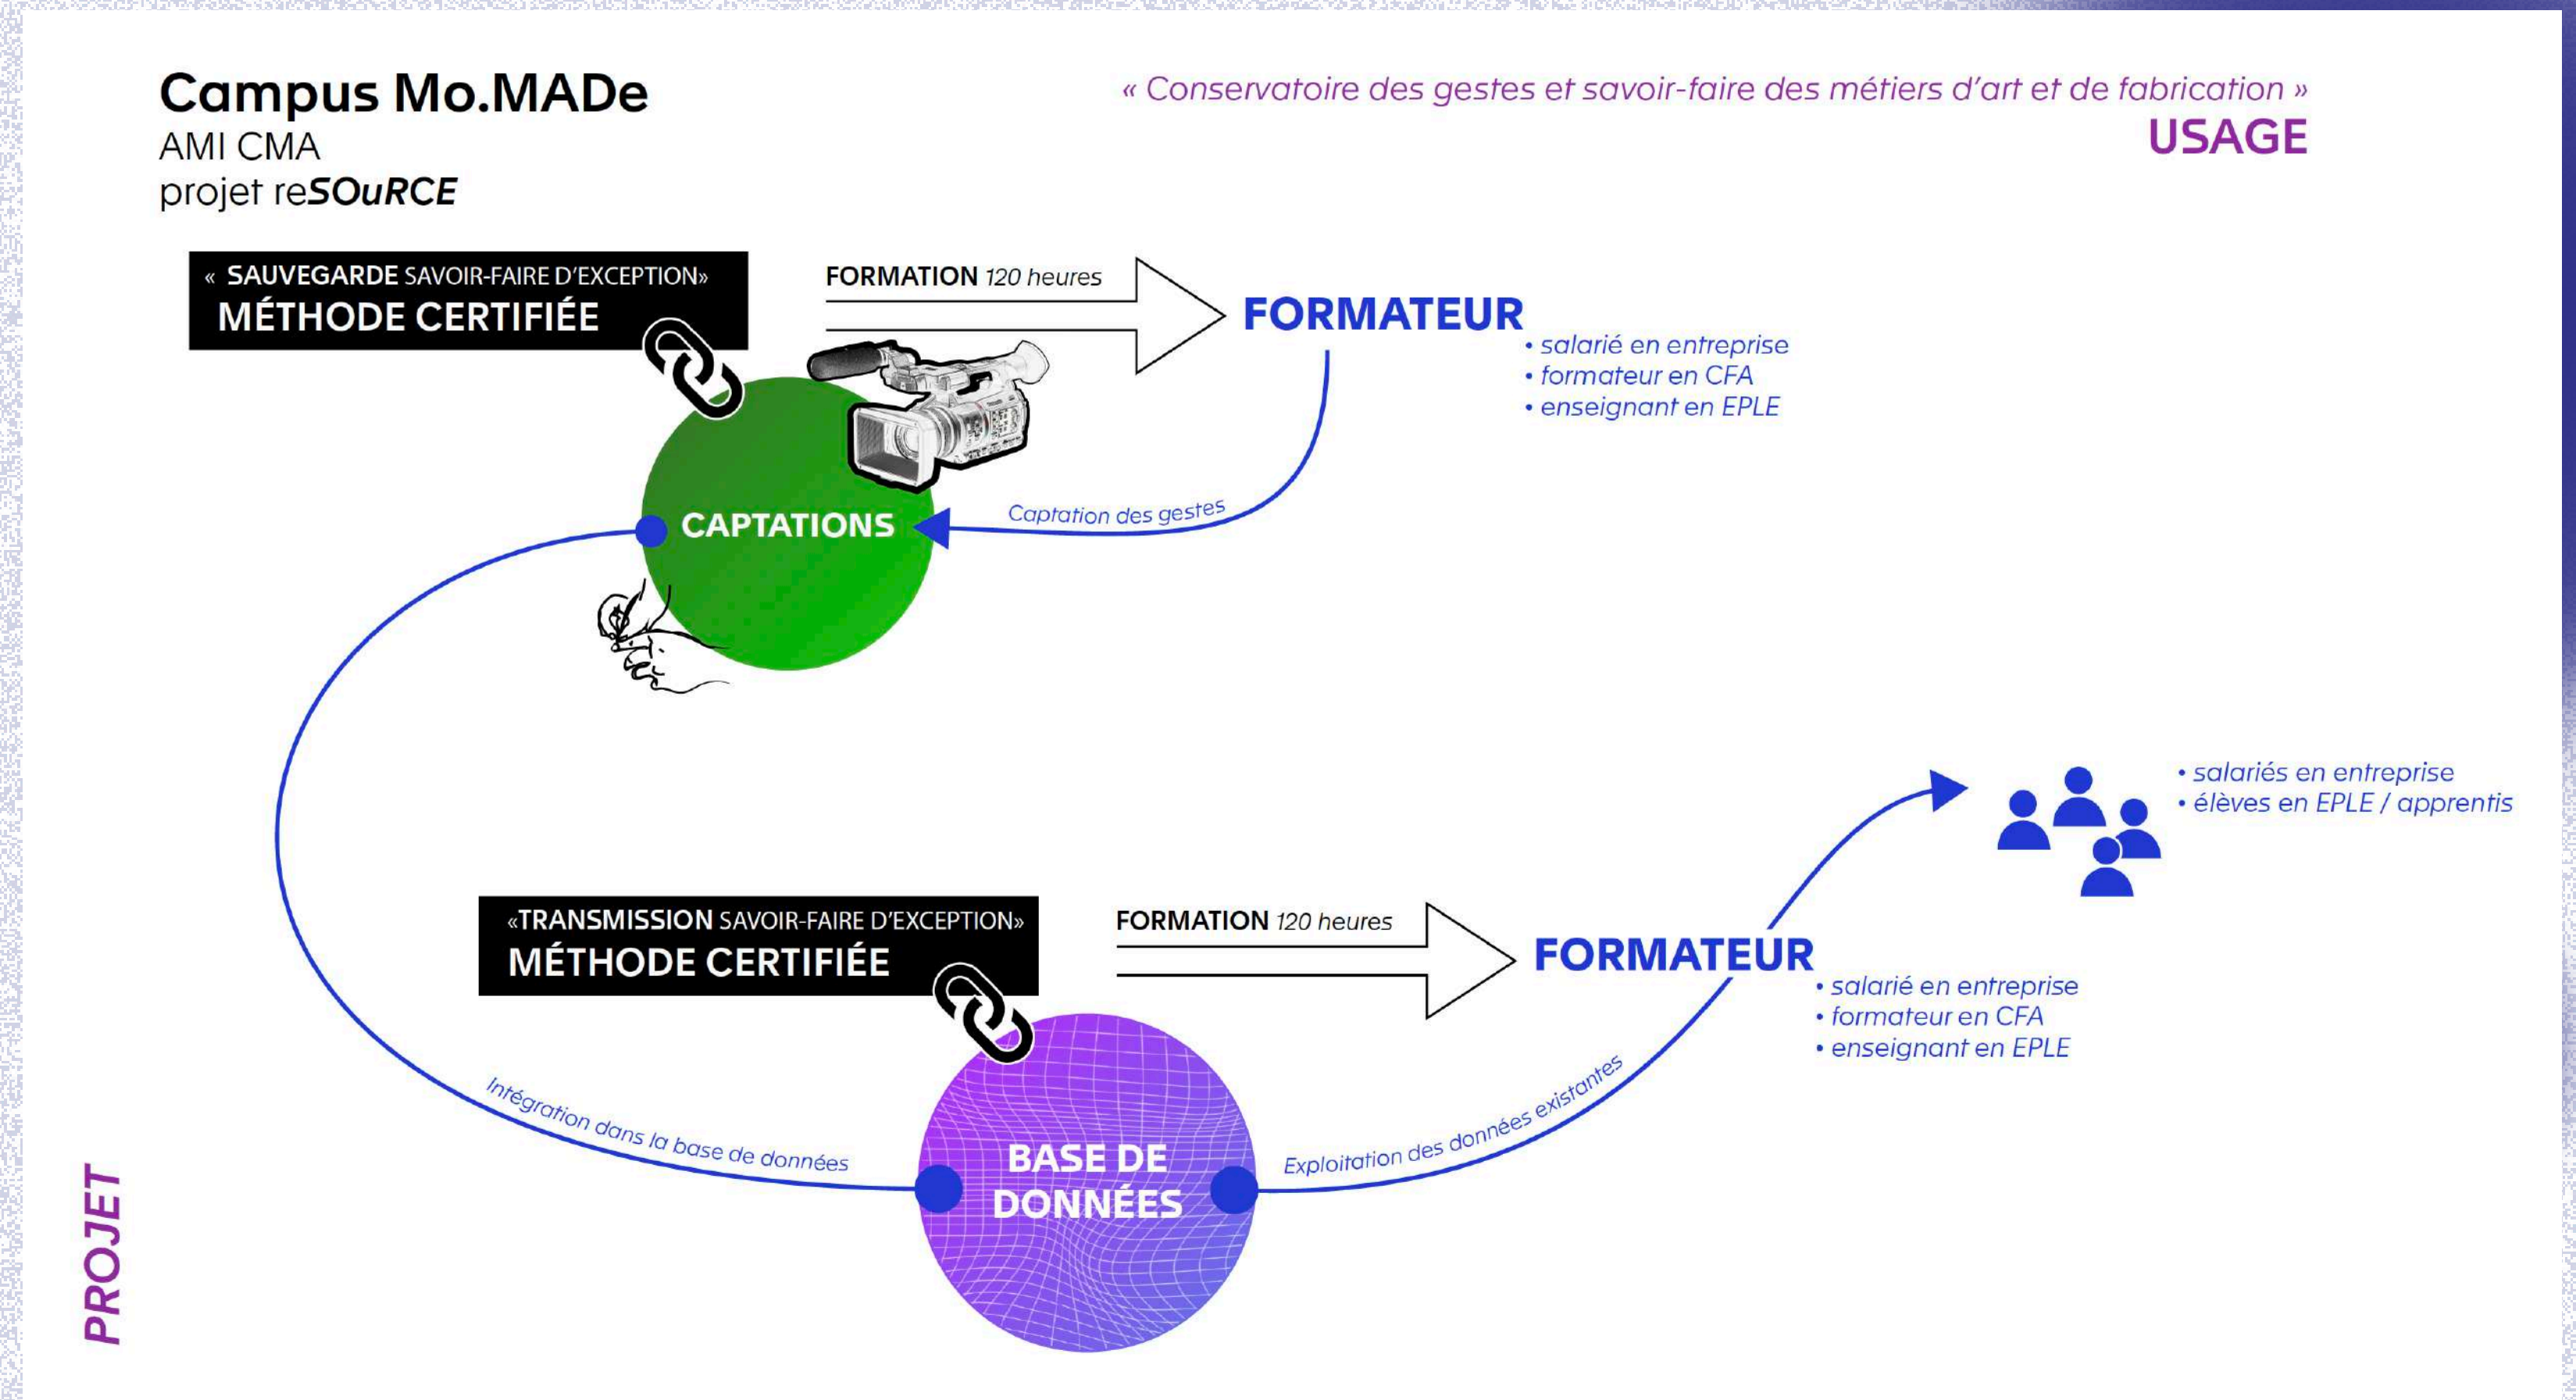 Campus Mo.MADe
AMI CMA
projet reSOuRCE
« Conservatoire des gestes et savoir-faire des métiers d'art et de fabrication »
USAGE
« SAUVEGARDE SAVOIR-FAIRE D'EXCEPTION»
MÉTHODE CERTIFIÉE
FORMATION 120 heures
FORMATEUR
• salarié en entreprise
• formateur en CFA
• enseignant en EPLE
Captation des gestes
CAPTATIONS
• salariés en entreprise
• élèves en EPLE / apprentis
«TRANSMISSION SAVOIR-FAIRE D'EXCEPTION»
MÉTHODE CERTIFIÉE
FORMATION 120 heures
FORMATEUR
• salarié en entreprise
• formateur en CFA
• enseignant en EPLE
Intégration dans la base de données
BASE DE
DONNÉES
Exploitation des données existantes
PROJET